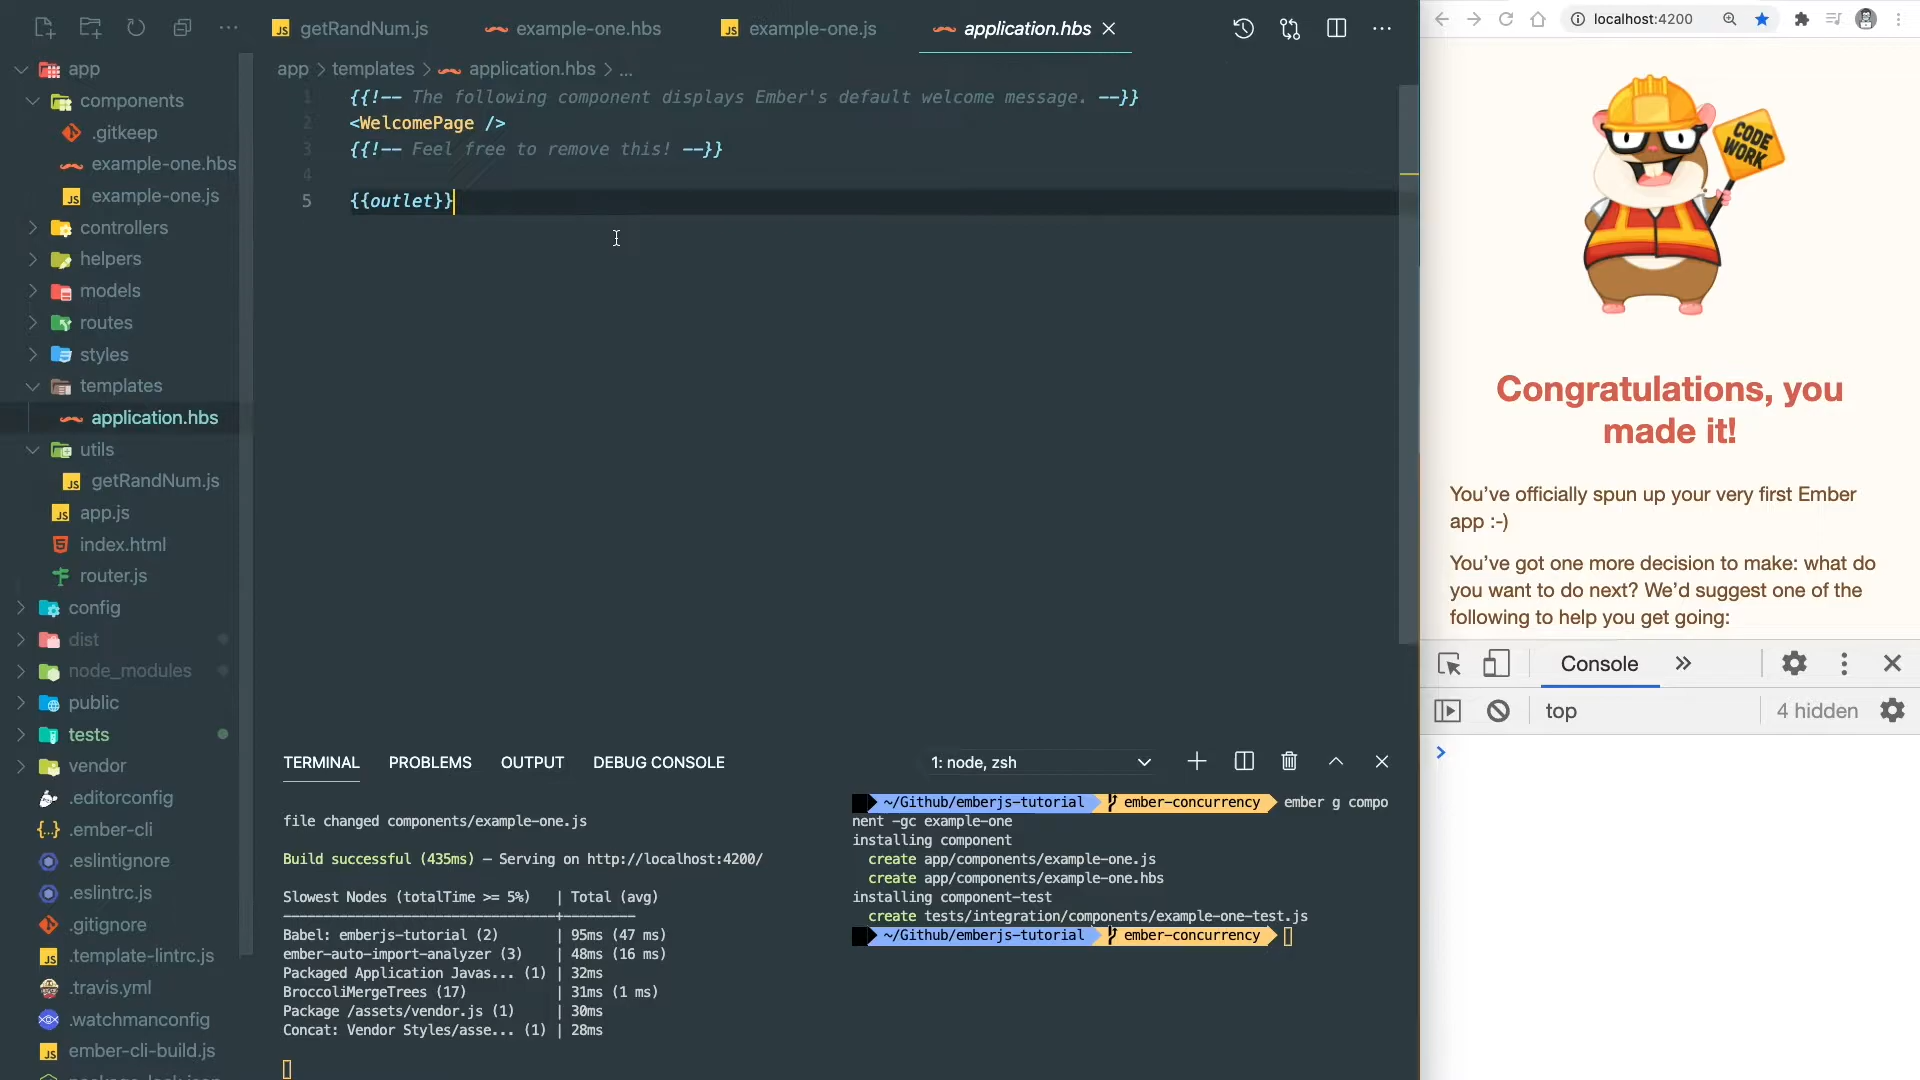 getRandNum.js
example-one.hbs
example-one.js
application.hbs
app > templates > application.hbs > ...
app
components
.gitkeep
example-one.hbs
example-one.js
controllers
helpers
models
routes
styles
templates
application.hbs
utils
getRandNum.js
app.js
index.html
router.js
config
dist
node_modules
public
tests
vendor
.editorconfig
.ember-cli
.eslintignore
.eslintrc.js
.gitignore
.template-lintrc.js
.travis.yml
.watchmanconfig
ember-cli-build.js
1 {{!-- The following component displays Ember's default welcome message. --}}
2 <WelcomePage />
3 {{!-- Feel free to remove this! --}}
4
5 {{outlet}}
TERMINAL PROBLEMS OUTPUT DEBUG CONSOLE
1: node, zsh
file changed components/example-one.js
Build successful (435ms) – Serving on http://localhost:4200/
Slowest Nodes (totalTime >= 5%) | Total (avg)
Babel: emberjs-tutorial (2) | 95ms (47 ms)
ember-auto-import-analyzer (3) | 48ms (16 ms)
Packaged Application Javas... (1) | 32ms
BroccoliMergeTrees (17) | 31ms (1 ms)
Package /assets/vendor.js (1) | 30ms
Concat: Vendor Styles/asse... (1) | 28ms
~/Github/emberjs-tutorial ember-concurrency ember g compo
nent -gc example-one
installing component
create app/components/example-one.js
create app/components/example-one.hbs
installing component-test
create tests/integration/components/example-one-test.js
~/Github/emberjs-tutorial ember-concurrency
localhost:4200
CODE
WORK
Congratulations, you
made it!
You’ve officially spun up your very first Ember
app :-)
You’ve got one more decision to make: what do
you want to do next? We’d suggest one of the
following to help you get going:
Console
top
4 hidden